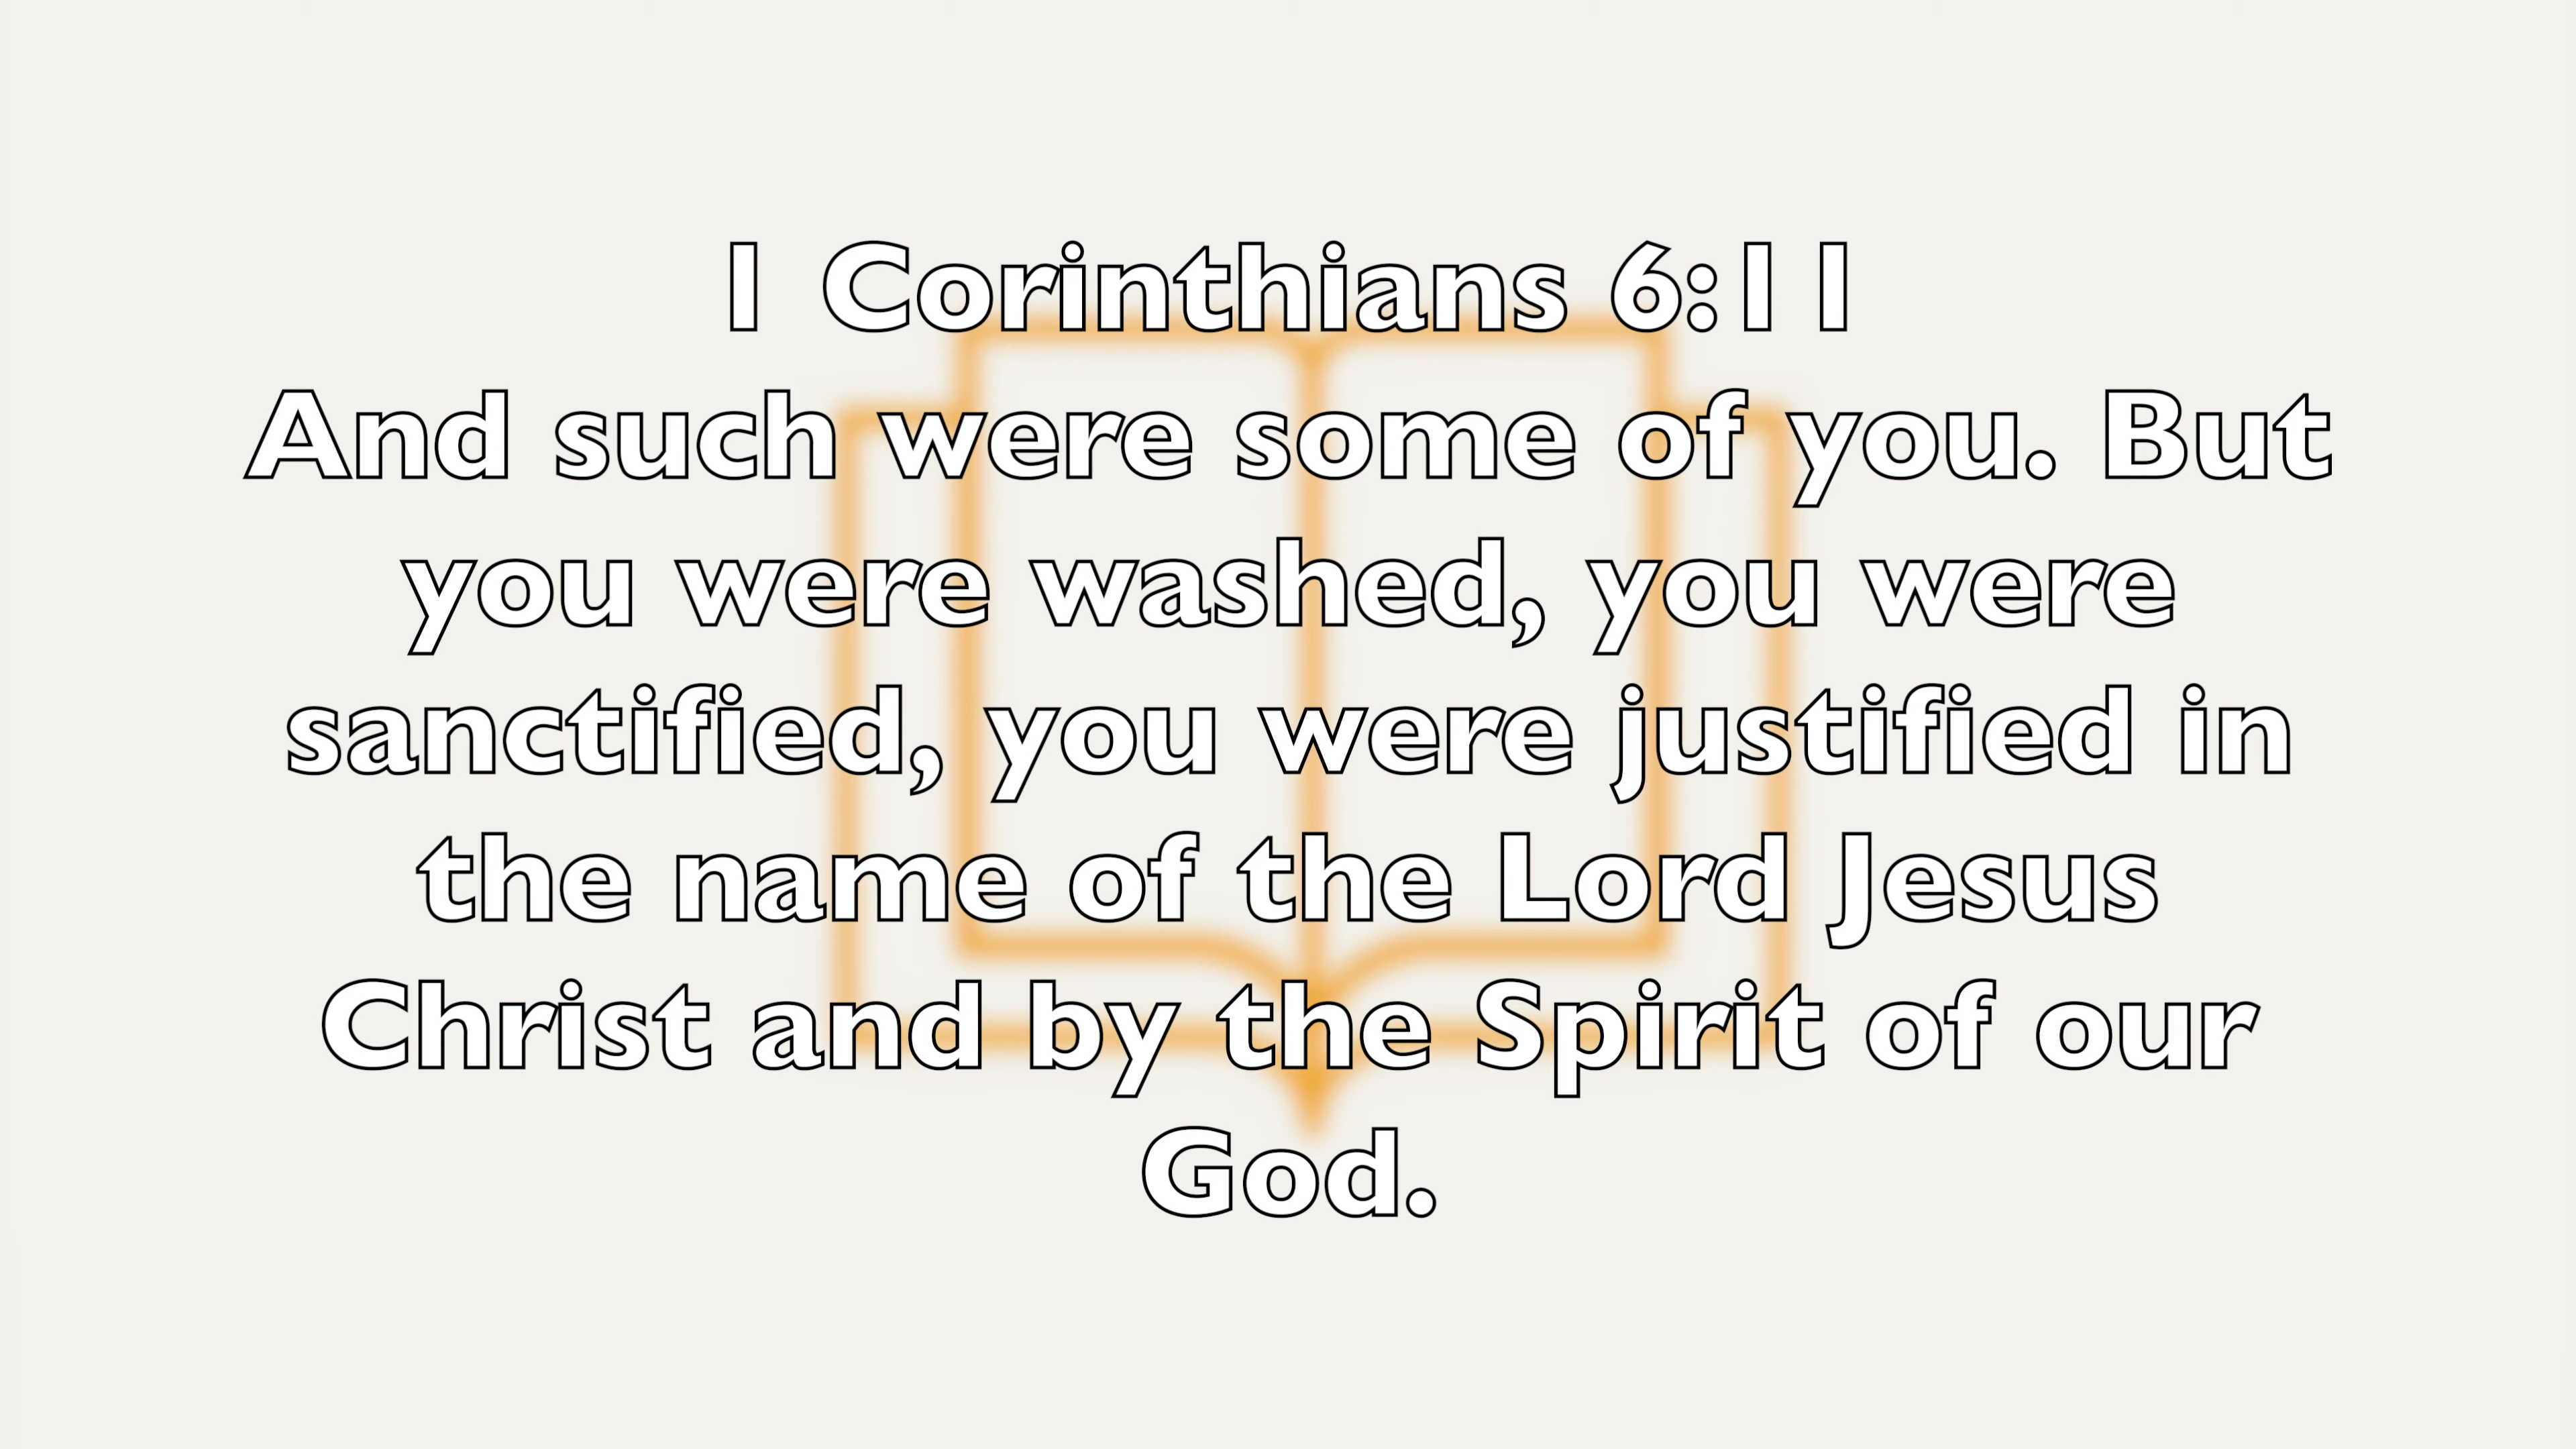 1 Corinthians 6:11
And such were some of you. But
you were washed, you were
sanctified, you were justified in
the name of the Lord Jesus
Christ and by the Spirit of our
God.